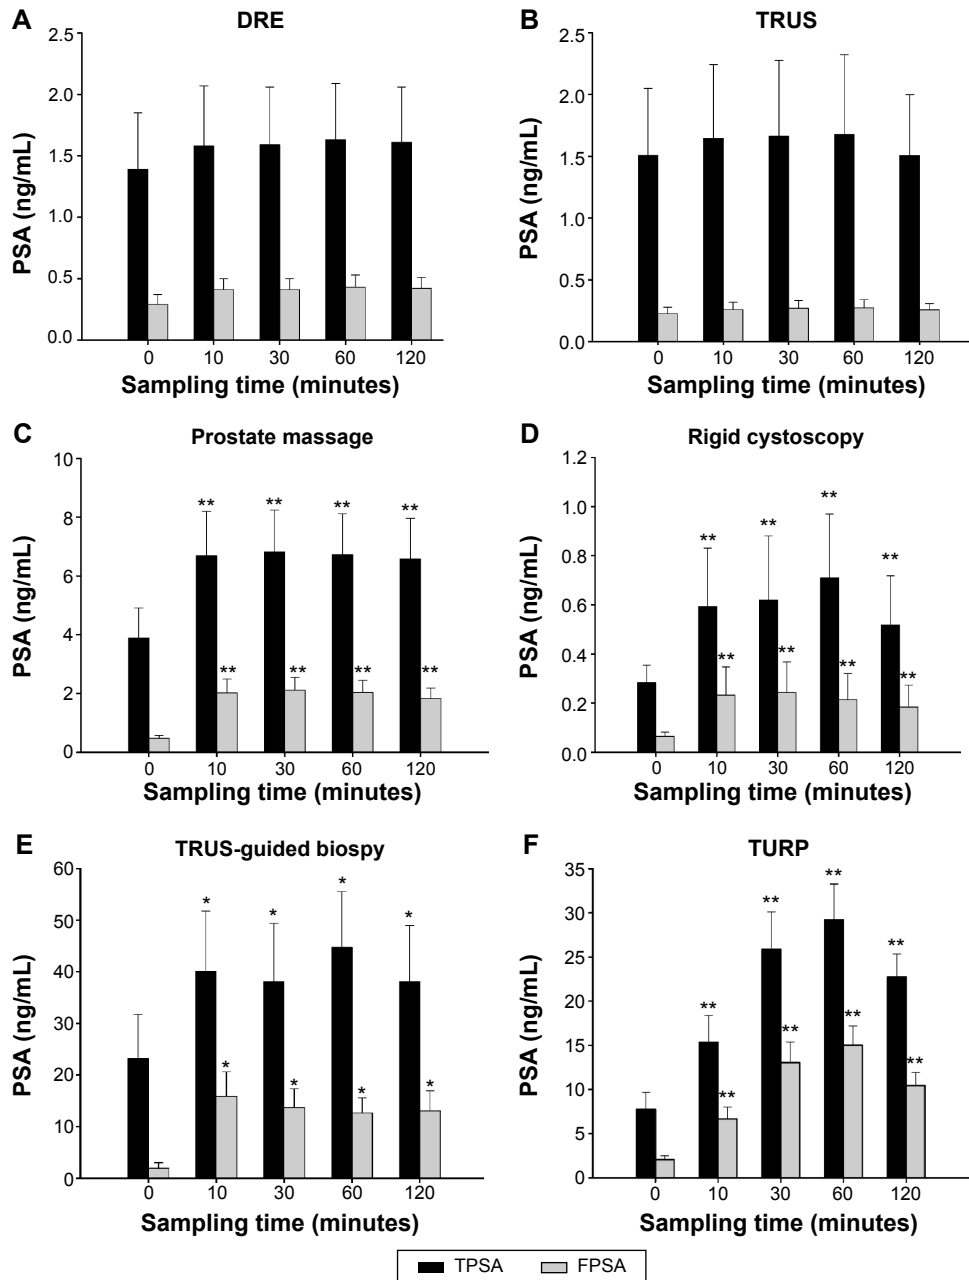 A DRE
2.5
2.0
1.5
1.0
0.5
0.0
PSA (ng/mL)
0 10 30 60 120
Sampling time (minutes)
B TRUS
2.5
2.0
1.5
1.0
0.5
0.0
PSA (ng/mL)
0 10 30 60 120
Sampling time (minutes)
C Prostate massage
10
8
6
4
2
0
PSA (ng/mL)
** ** ** **
** ** ** **
0 10 30 60 120
Sampling time (minutes)
D Rigid cystoscopy
1.2
1.0
0.8
0.6
0.4
0.2
0.0
PSA (ng/mL)
** ** ** **
** ** ** **
0 10 30 60 120
Sampling time (minutes)
E TRUS-guided biospy
60
50
40
30
20
10
0
PSA (ng/mL)
* * * *
* * * *
0 10 30 60 120
Sampling time (minutes)
F TURP
35
30
25
20
15
10
5
0
PSA (ng/mL)
** ** ** **
** ** ** **
0 10 30 60 120
Sampling time (minutes)
TPSA FPSA